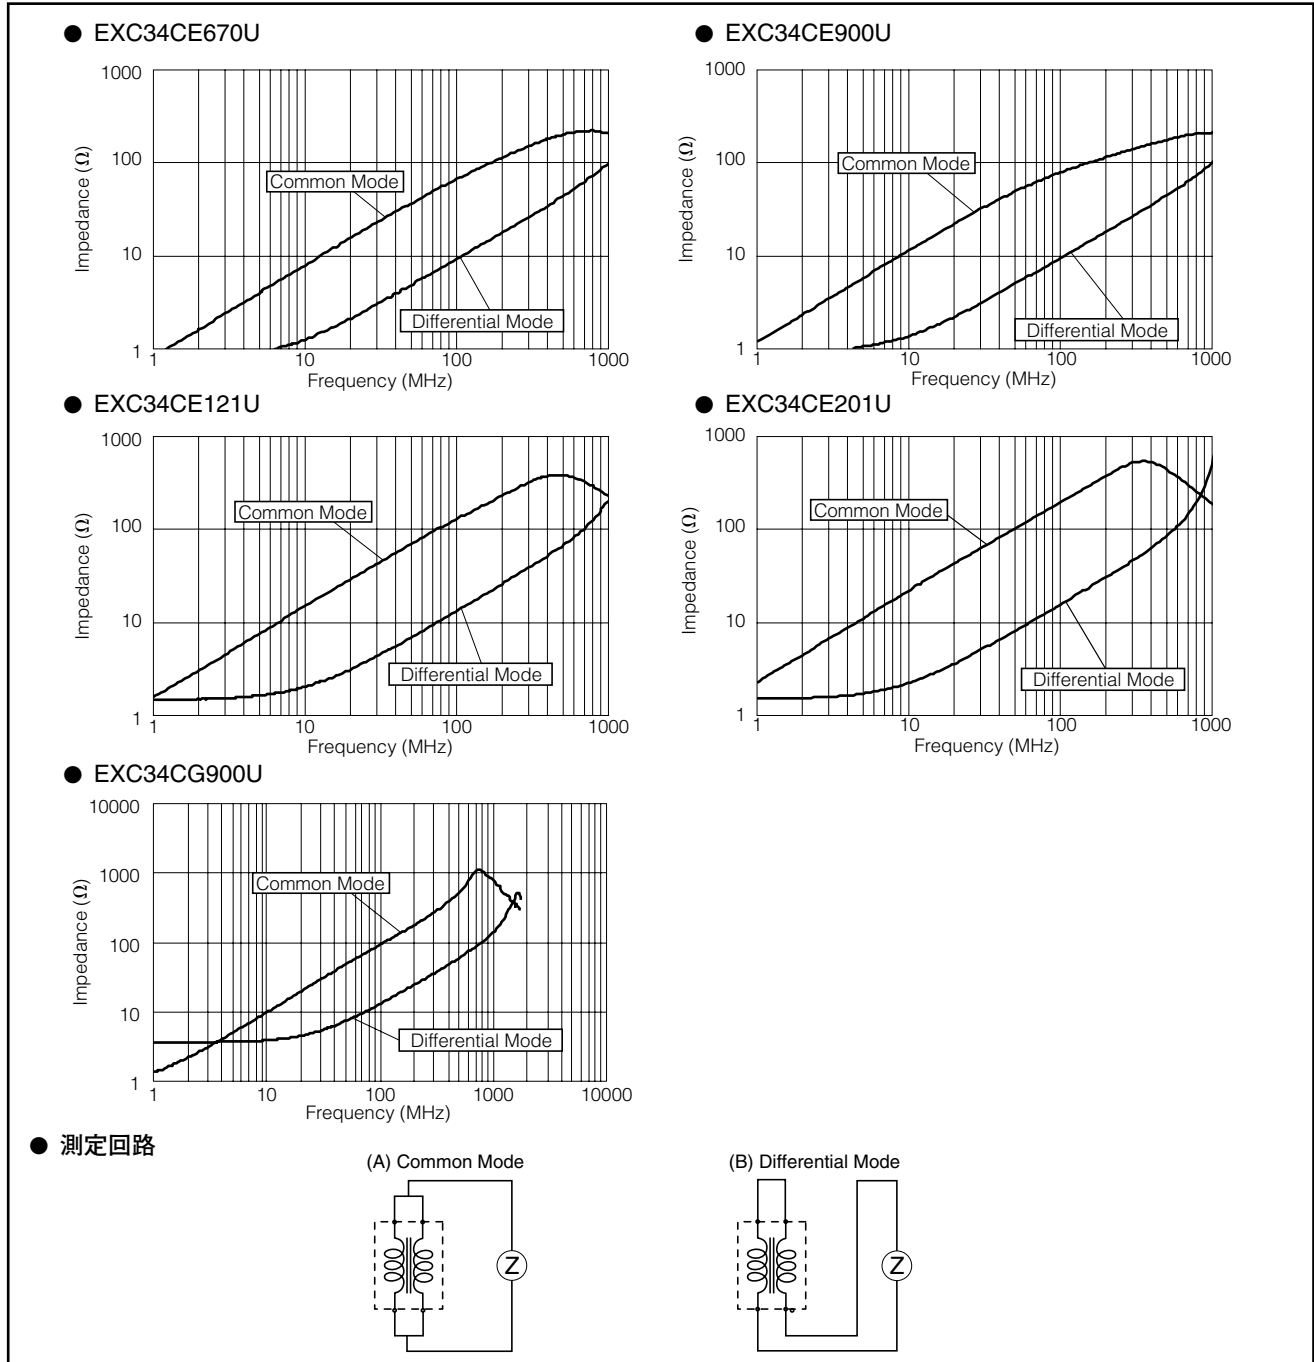 ● EXC34CE670U
1000
100
10
1
Impedance (Ω)
Common Mode
Differential Mode
1 10 100 1000
Frequency (MHz)
● EXC34CE900U
1000
100
10
1
Impedance (Ω)
Common Mode
Differential Mode
1 10 100 1000
Frequency (MHz)
● EXC34CE121U
1000
100
10
1
Impedance (Ω)
Common Mode
Differential Mode
1 10 100 1000
Frequency (MHz)
● EXC34CE201U
1000
100
10
1
Impedance (Ω)
Common Mode
Differential Mode
1 10 100 1000
Frequency (MHz)
● EXC34CG900U
10000
1000
100
10
1
Impedance (Ω)
Common Mode
Differential Mode
1 10 100 1000 10000
Frequency (MHz)
● 測定回路
(A) Common Mode
Z
(B) Differential Mode
Z